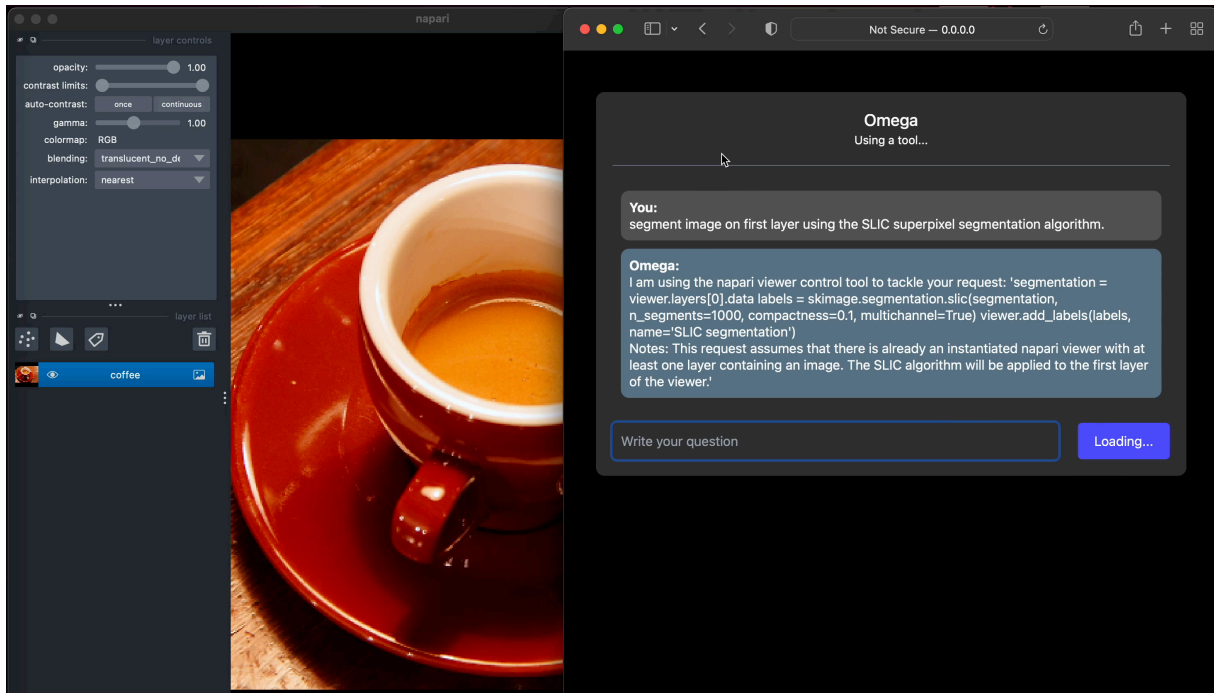 napari
layer controls
opacity: 1.00
contrast limits:
auto-contrast: once continuous
gamma: 1.00
colormap: RGB
blending: translucent_no_de
interpolation: nearest
layer list
coffee
Not Secure — 0.0.0.0
Omega
Using a tool...
You:
segment image on first layer using the SLIC superpixel segmentation algorithm.
Omega:
I am using the napari viewer control tool to tackle your request: 'segmentation =
viewer.layers[0].data labels = skimage.segmentation.slic(segmentation,
n_segments=1000, compactness=0.1, multichannel=True) viewer.add_labels(labels,
name='SLIC segmentation')
Notes: This request assumes that there is already an instantiated napari viewer with at
least one layer containing an image. The SLIC algorithm will be applied to the first layer
of the viewer.'
Write your question
Loading...